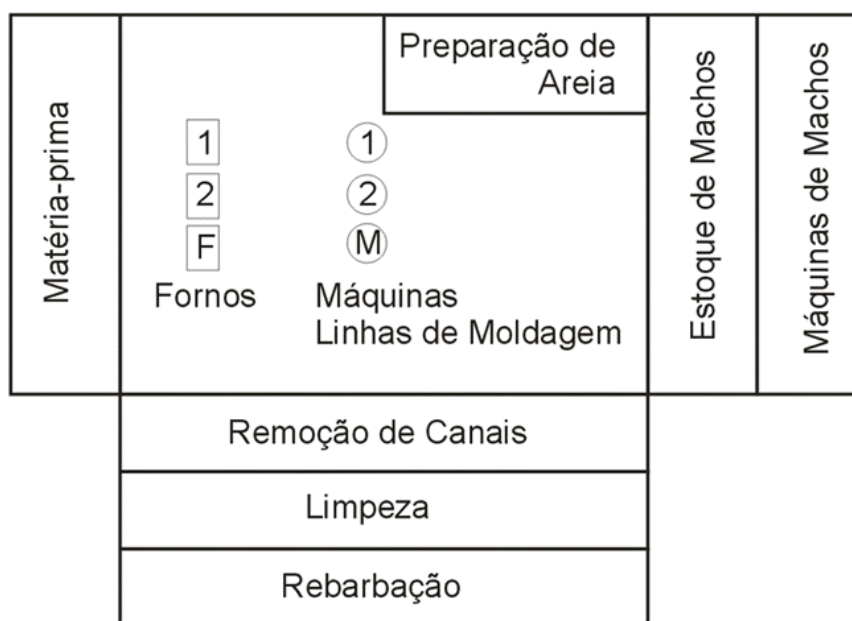 Matéria-prima
Preparação de
Areia
1
2
F
Fornos
1
2
M
Máquinas
Linhas de Moldagem
Estoque de Machos
Máquinas de Machos
Remoção de Canais
Limpeza
Rebarbação